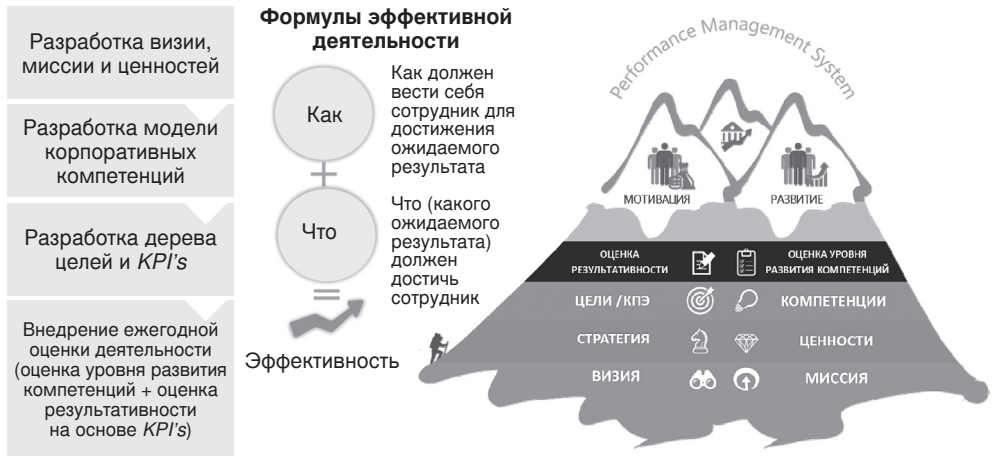 Разработка визии,
миссии и ценностей
Разработка модели
корпоративных
компетенций
Разработка дерева
целей и KPI's
Внедрение ежегодной
оценки деятельности
(оценка уровня развития
компетенций + оценка
результативности
на основе KPI's)
Формулы эффективной
деятельности
Как
Как должен
вести себя
сотрудник для
достижения
ожидаемого
результата
+
Что
Что (какого
ожидаемого
результата)
должен
достичь
сотрудник
=
Эффективность
Performance Management System
МОТИВАЦИЯ
РАЗВИТИЕ
ОЦЕНКА
РЕЗУЛЬТАТИВНОСТИ
ОЦЕНКА УРОВНЯ
РАЗВИТИЯ КОМПЕТЕНЦИЙ
ЦЕЛИ /КПЭ
КОМПЕТЕНЦИИ
СТРАТЕГИЯ
ЦЕННОСТИ
ВИЗИЯ
МИССИЯ